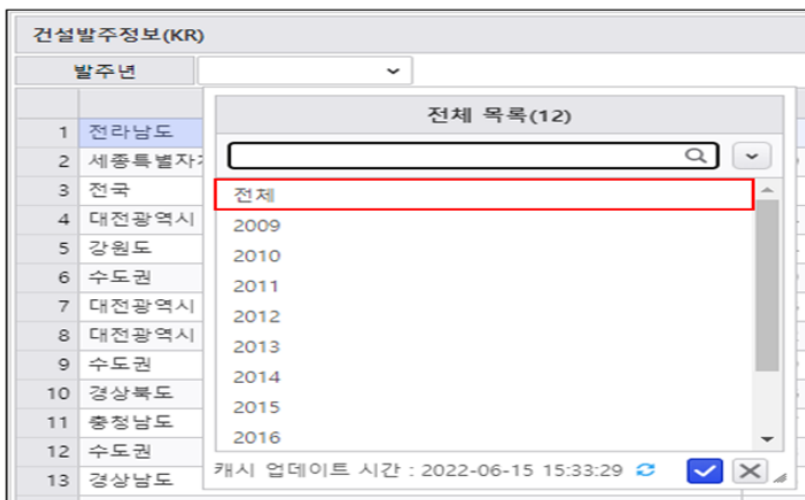 건설발주정보(KR)
발주년
전체 목록(12)
1 전라남도
2 세종특별자
3 전국
4 대전광역시
5 강원도
6 수도권
7 대전광역시
8 대전광역시
9 수도권
10 경상북도
11 충청남도
12 수도권
13 경상남도
전체
2009
2010
2011
2012
2013
2014
2015
2016
캐시 업데이트 시간 : 2022-06-15 15:33:29